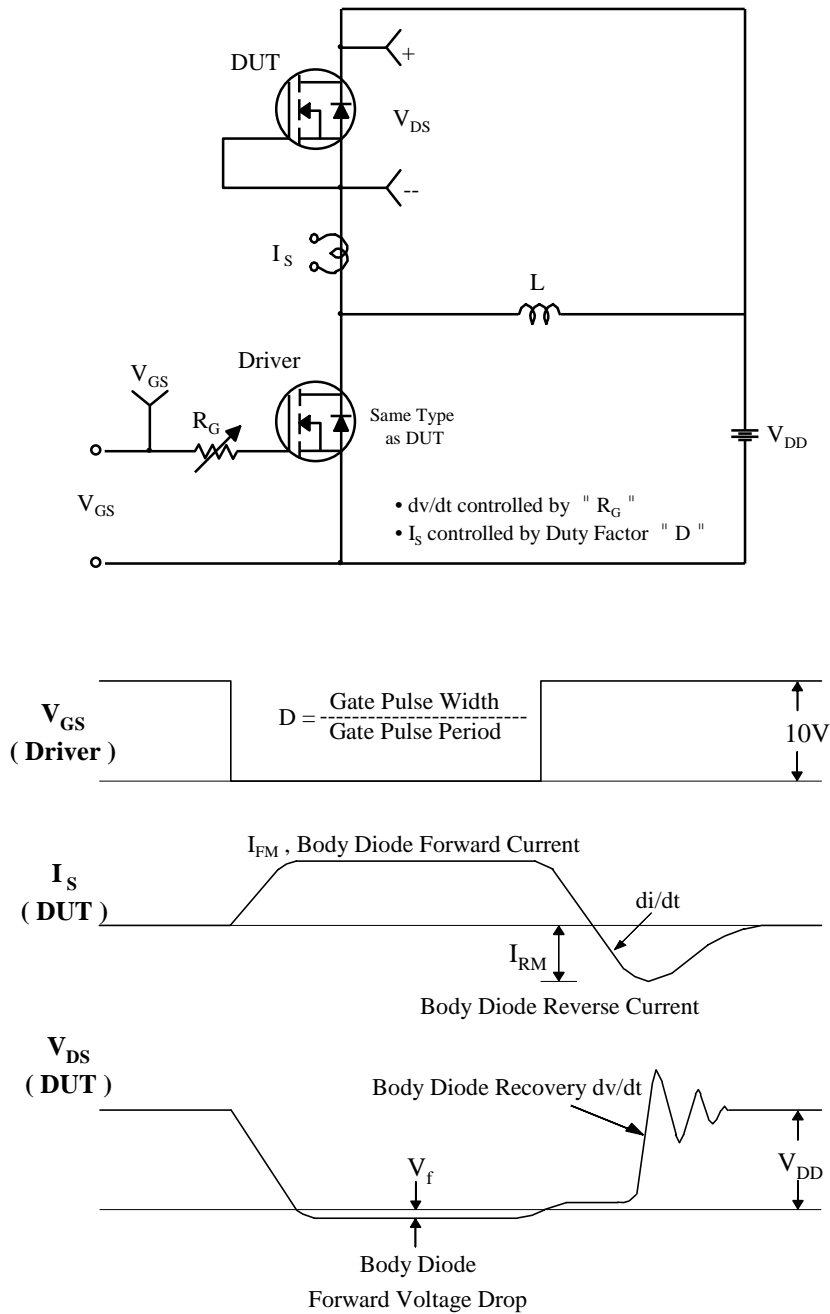 DUT
+
V_DS
--
I_S
L
Driver
V_GS
R_G
Same Type
as DUT
V_DD
V_GS
• dv/dt controlled by " R_G "
• I_S controlled by Duty Factor " D "
V_GS
( Driver )
D = Gate Pulse Width
--------------------------
Gate Pulse Period
10V
I_FM , Body Diode Forward Current
I_S
( DUT )
di/dt
I_RM
Body Diode Reverse Current
V_DS
( DUT )
Body Diode Recovery dv/dt
V_f
V_DD
Body Diode
Forward Voltage Drop